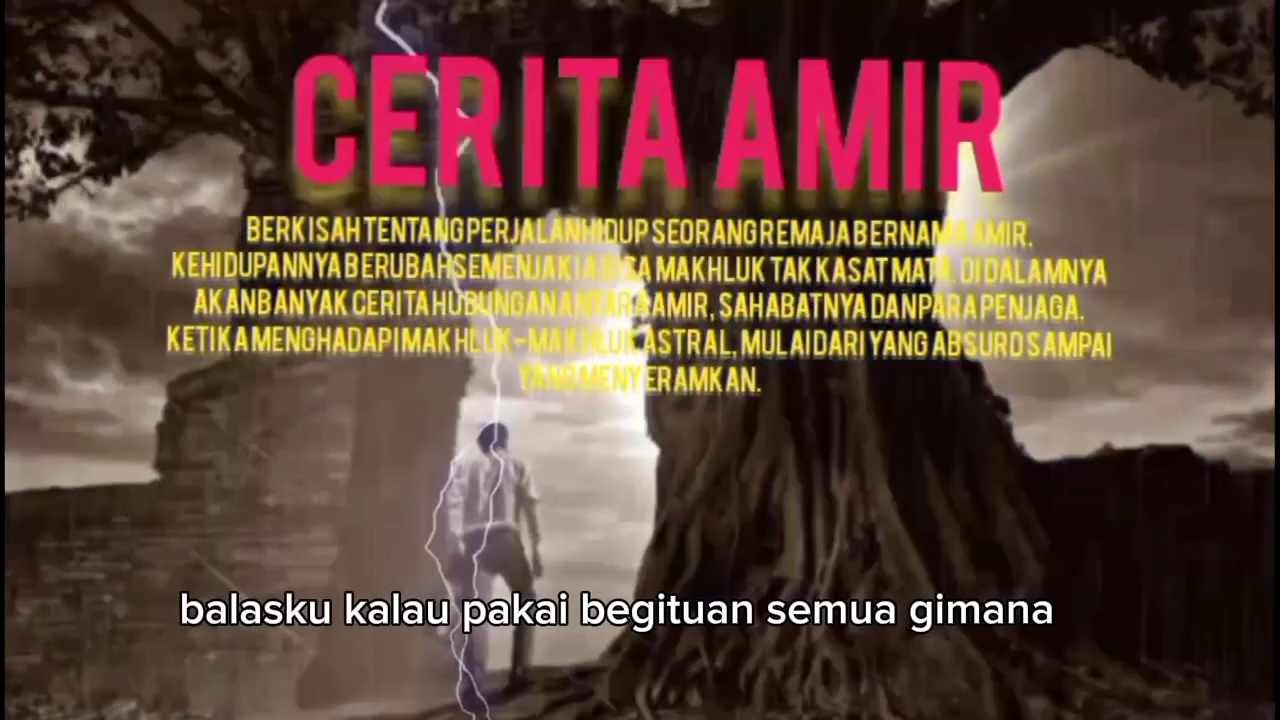 CERITA AMIR
BERKISAH TENTANG PERJALAN HIDUP SEORANG REMAJA BERNAMA AMIR.
KEHIDUPANNYA BERUBAH SEMENJAK IA BISA MAKHLUK TAK KASAT MATA. DI DALAMNYA
AKAN BANYAK CERITA HUBUNGAN ANTARA AMIR, SAHABATNYA DAN PARA PENJAGA.
KETIKA MENGHADAPI MAKHLUK - MAKHLUK ASTRAL, MULAI DARI YANG ABSURD SAMPAI
YANG MENYERAMKAN.
balasku kalau pakai begituan semua gimana